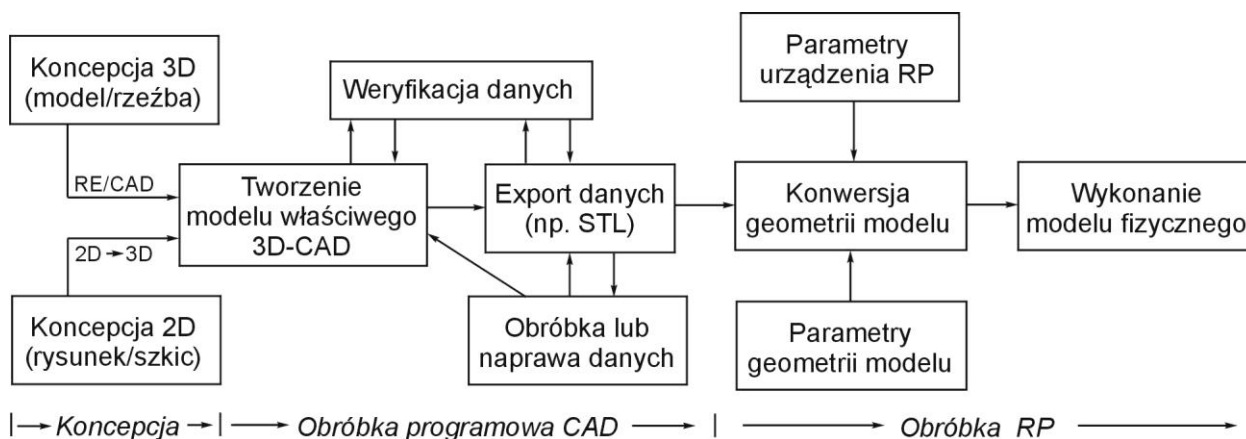 Koncepcja 3D
(model/rzeźba)
RE/CAD
2D → 3D
Koncepcja 2D
(rysunek/szkic)
Weryfikacja danych
Tworzenie
modelu właściwego
3D-CAD
Export danych
(np. STL)
Obróbka lub
naprawa danych
Parametry
urządzenia RP
Konwersja
geometrii modelu
Parametry
geometrii modelu
Wykonanie
modelu fizycznego
Koncepcja
Obróbka programowa CAD
Obróbka RP